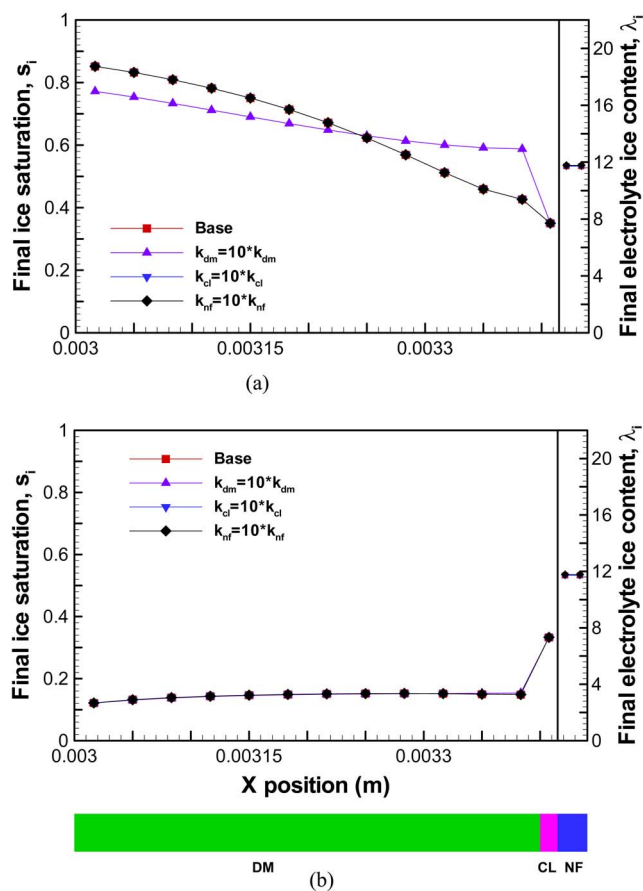 Final ice saturation, s_i
1
0.8
0.6
0.4
0.2
0
Base
k_dm=10*k_dm
k_cl=10*k_cl
k_nf=10*k_nf
20
16
12
8
4
0
Final electrolyte ice content, λ_i
0.003
0.00315
0.0033
(a)
Final ice saturation, s_i
1
0.8
0.6
0.4
0.2
0
Base
k_dm=10*k_dm
k_cl=10*k_cl
k_nf=10*k_nf
20
16
12
8
4
0
Final electrolyte ice content, λ_i
0.003
0.00315
0.0033
X position (m)
DM
CL
NF
(b)